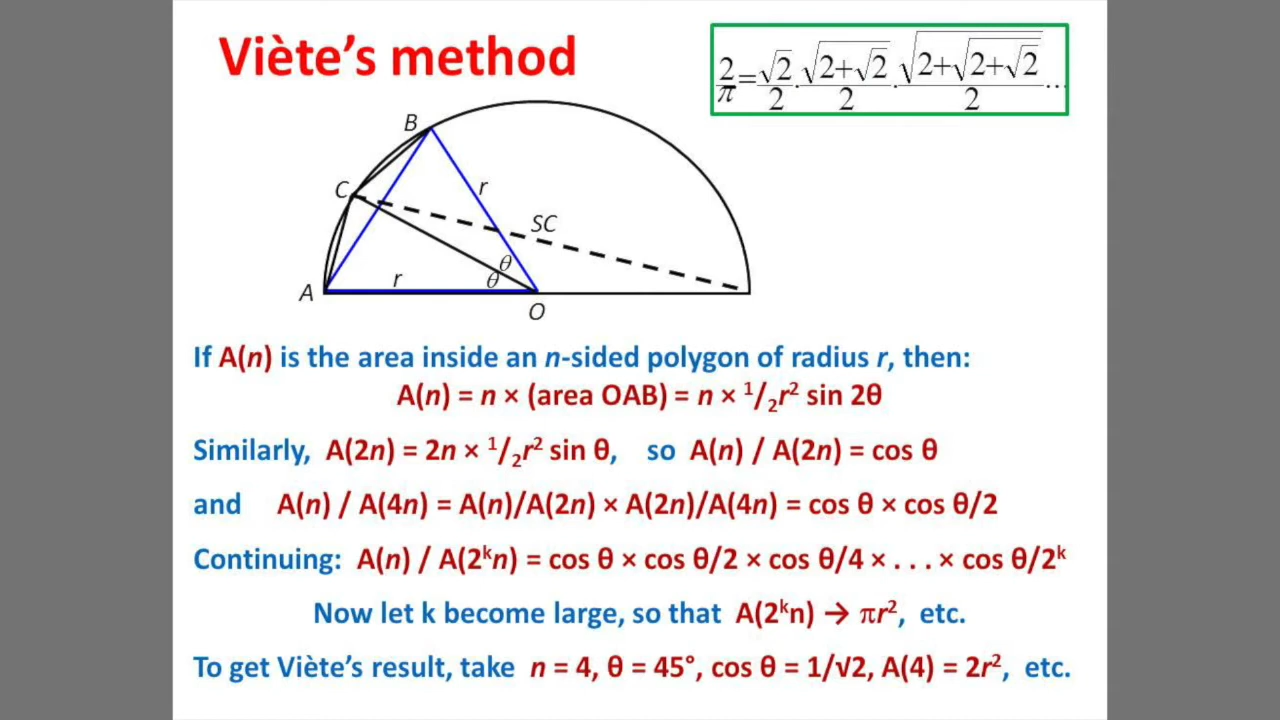 Viète's method
2/π = √2/2 · √(2+√2)/2 · √(2+√(2+√2))/2 ...
B
C
r
SC
θ
θ
r
A
O
If A(n) is the area inside an n-sided polygon of radius r, then:
A(n) = n × (area OAB) = n × ¹/₂r² sin 2θ
Similarly, A(2n) = 2n × ¹/₂r² sin θ, so A(n) / A(2n) = cos θ
and A(n) / A(4n) = A(n)/A(2n) × A(2n)/A(4n) = cos θ × cos θ/2
Continuing: A(n) / A(2ᵏn) = cos θ × cos θ/2 × cos θ/4 × . . . × cos θ/2ᵏ
Now let k become large, so that A(2ᵏn) → πr², etc.
To get Viète's result, take n = 4, θ = 45°, cos θ = 1/√2, A(4) = 2r², etc.